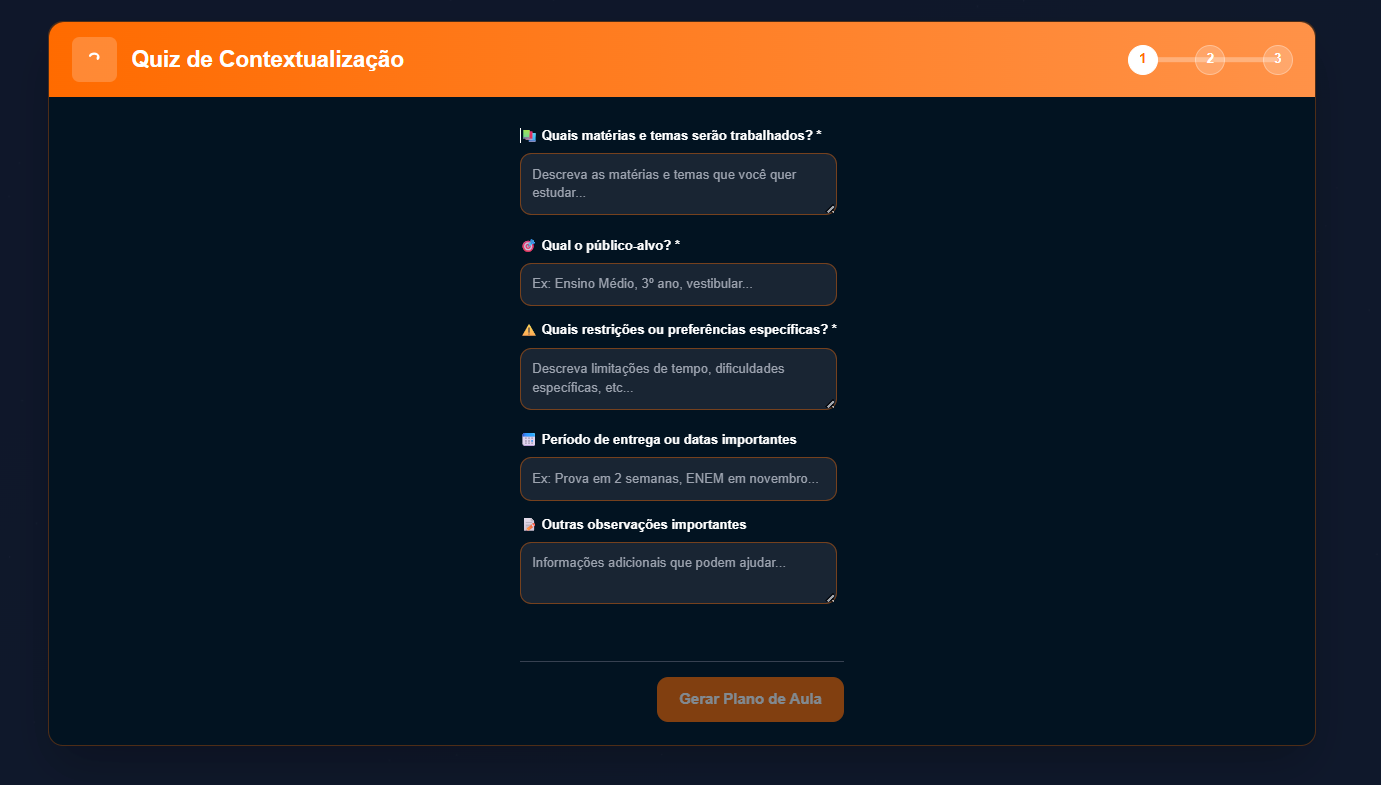 Quiz de Contextualização
1 2 3
Quais matérias e temas serão trabalhados? *
Descreva as matérias e temas que você quer
estudar...
Qual o público-alvo? *
Ex: Ensino Médio, 3º ano, vestibular...
Quais restrições ou preferências específicas? *
Descreva limitações de tempo, dificuldades
específicas, etc...
Período de entrega ou datas importantes
Ex: Prova em 2 semanas, ENEM em novembro...
Outras observações importantes
Informações adicionais que podem ajudar...
Gerar Plano de Aula